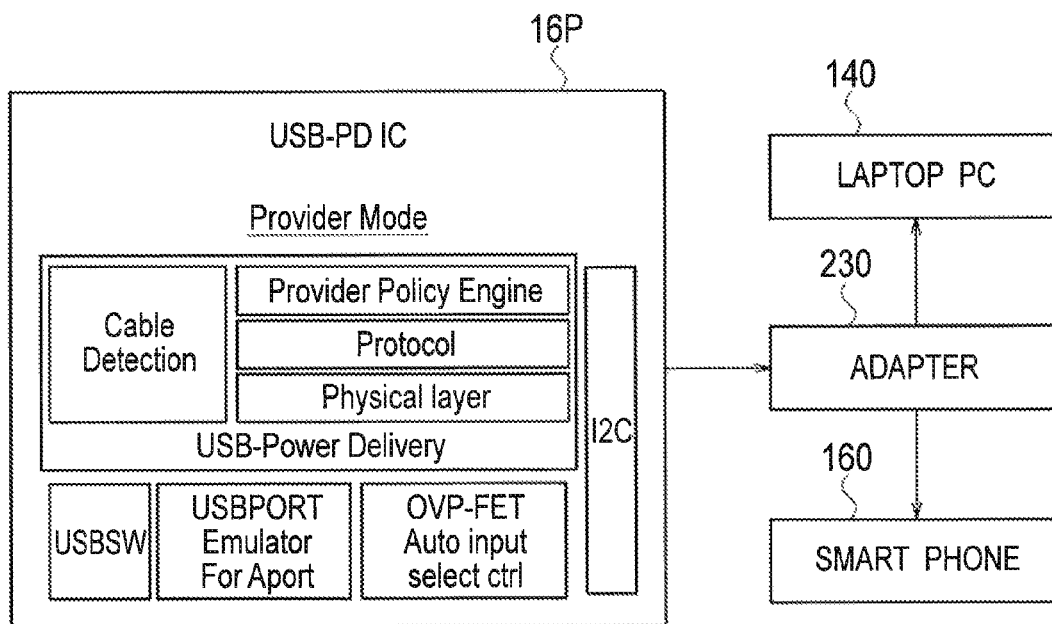 16P
USB-PD IC
Provider Mode
Cable
Detection
Provider Policy Engine
Protocol
Physical layer
USB-Power Delivery
I2C
USBSW
USBPORT
Emulator
For Aport
OVP-FET
Auto input
select ctrl
140
LAPTOP PC
230
ADAPTER
160
SMART PHONE